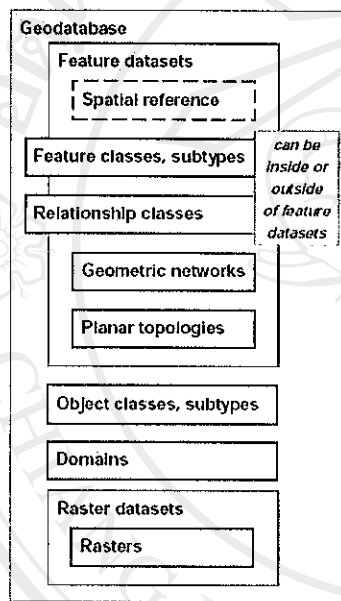 Geodatabase
Feature datasets
Spatial reference
Feature classes, subtypes
can be
inside or
outside
of feature
datasets
Relationship classes
Geometric networks
Planar topologies
Object classes, subtypes
Domains
Raster datasets
Rasters